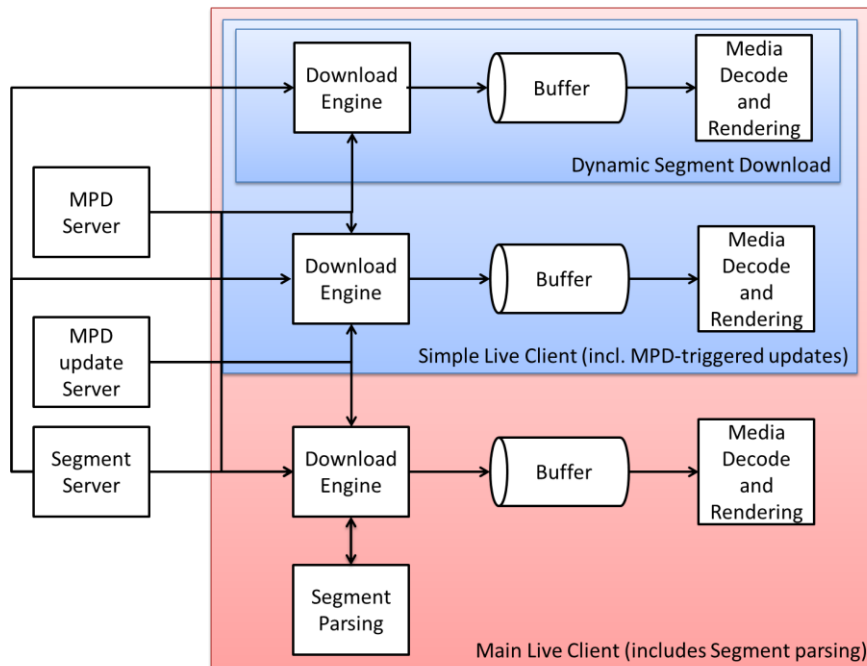 Download
Engine
Buffer
Media
Decode
and
Rendering
Dynamic Segment Download
MPD
Server
Download
Engine
Buffer
Media
Decode
and
Rendering
MPD
update
Server
Simple Live Client (incl. MPD-triggered updates)
Segment
Server
Download
Engine
Buffer
Media
Decode
and
Rendering
Segment
Parsing
Main Live Client (includes Segment parsing)